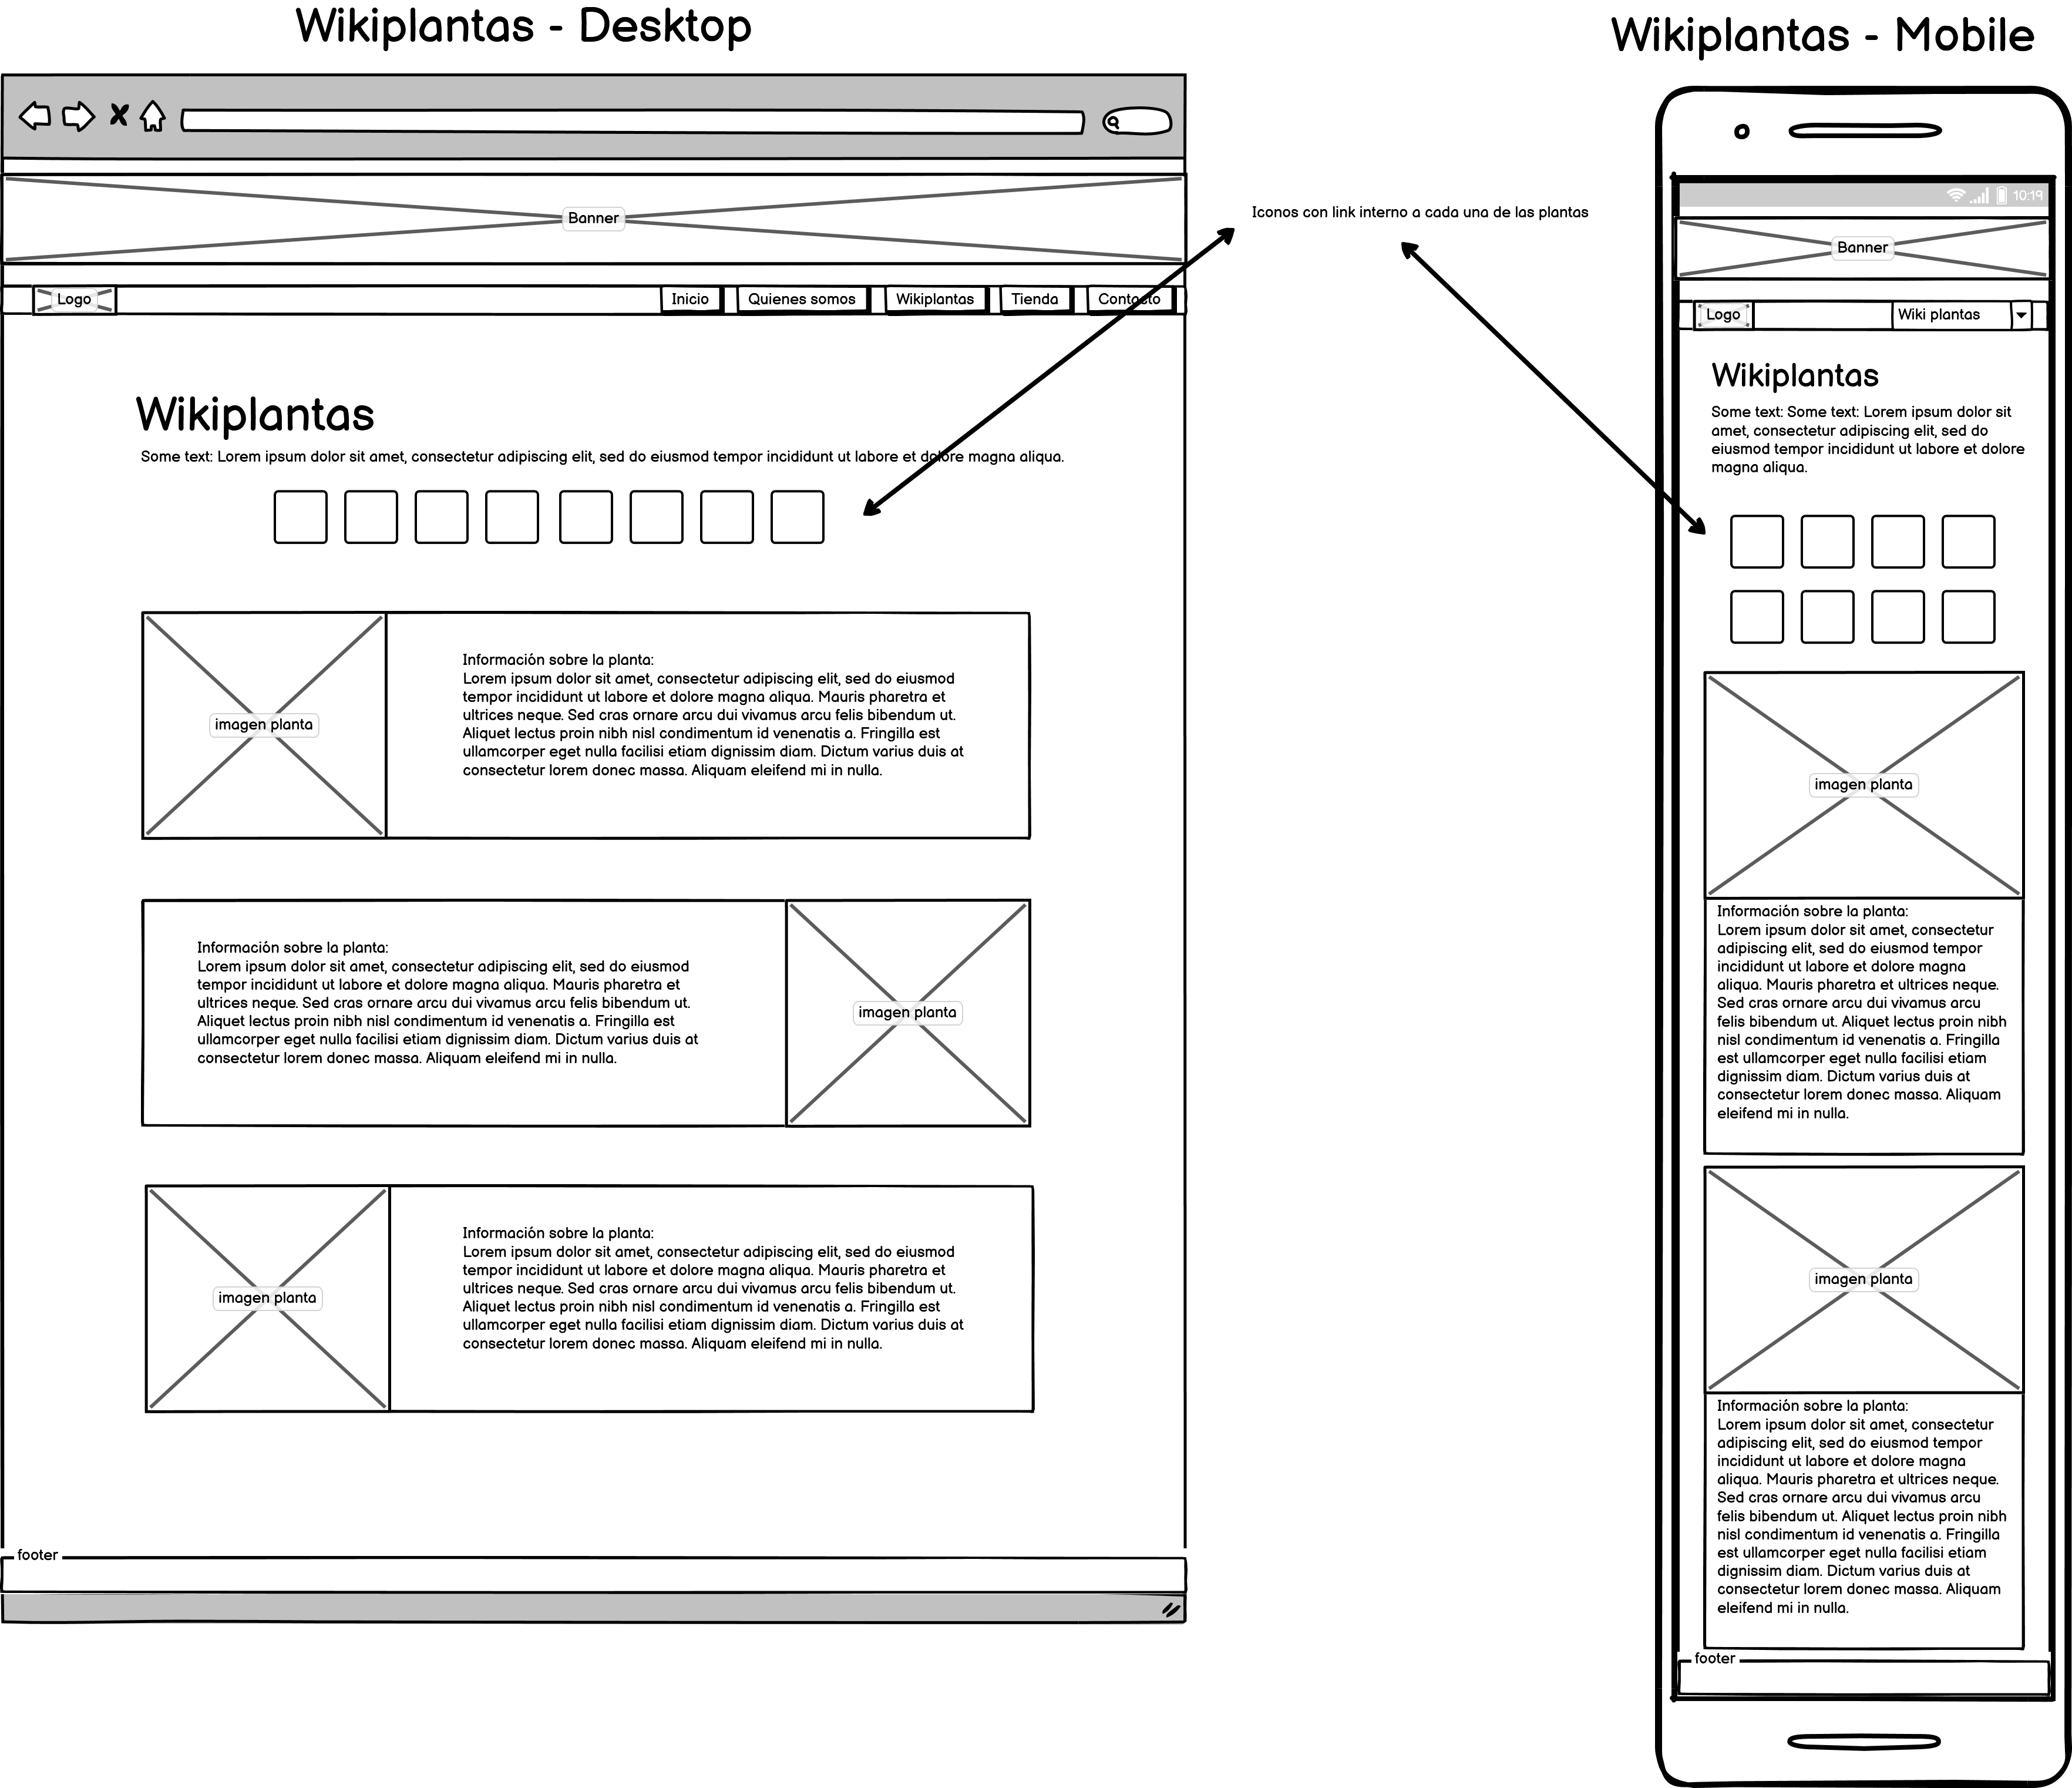 Wikiplantas - Desktop
Banner
Logo
Inicio
Quienes somos
Wikiplantas
Tienda
Contacto
Wikiplantas
Some text: Lorem ipsum dolor sit amet, consectetur adipiscing elit, sed do eiusmod tempor incididunt ut labore et dolore magna aliqua.
imagen planta
Información sobre la planta:
Lorem ipsum dolor sit amet, consectetur adipiscing elit, sed do eiusmod
tempor incididunt ut labore et dolore magna aliqua. Mauris pharetra et
ultrices neque. Sed cras ornare arcu dui vivamus arcu felis bibendum ut.
Aliquet lectus proin nibh nisl condimentum id venenatis a. Fringilla est
ullamcorper eget nulla facilisi etiam dignissim diam. Dictum varius duis at
consectetur lorem donec massa. Aliquam eleifend mi in nulla.
Información sobre la planta:
Lorem ipsum dolor sit amet, consectetur adipiscing elit, sed do eiusmod
tempor incididunt ut labore et dolore magna aliqua. Mauris pharetra et
ultrices neque. Sed cras ornare arcu dui vivamus arcu felis bibendum ut.
Aliquet lectus proin nibh nisl condimentum id venenatis a. Fringilla est
ullamcorper eget nulla facilisi etiam dignissim diam. Dictum varius duis at
consectetur lorem donec massa. Aliquam eleifend mi in nulla.
imagen planta
imagen planta
Información sobre la planta:
Lorem ipsum dolor sit amet, consectetur adipiscing elit, sed do eiusmod
tempor incididunt ut labore et dolore magna aliqua. Mauris pharetra et
ultrices neque. Sed cras ornare arcu dui vivamus arcu felis bibendum ut.
Aliquet lectus proin nibh nisl condimentum id venenatis a. Fringilla est
ullamcorper eget nulla facilisi etiam dignissim diam. Dictum varius duis at
consectetur lorem donec massa. Aliquam eleifend mi in nulla.
footer
Iconos con link interno a cada una de las plantas
Wikiplantas - Mobile
10:19
Banner
Logo
Wiki plantas
Wikiplantas
Some text: Some text: Lorem ipsum dolor sit
amet, consectetur adipiscing elit, sed do
eiusmod tempor incididunt ut labore et dolore
magna aliqua.
imagen planta
Información sobre la planta:
Lorem ipsum dolor sit amet, consectetur
adipiscing elit, sed do eiusmod tempor
incididunt ut labore et dolore magna
aliqua. Mauris pharetra et ultrices neque.
Sed cras ornare arcu dui vivamus arcu
felis bibendum ut. Aliquet lectus proin nibh
nisl condimentum id venenatis a. Fringilla
est ullamcorper eget nulla facilisi etiam
dignissim diam. Dictum varius duis at
consectetur lorem donec massa. Aliquam
eleifend mi in nulla.
imagen planta
Información sobre la planta:
Lorem ipsum dolor sit amet, consectetur
adipiscing elit, sed do eiusmod tempor
incididunt ut labore et dolore magna
aliqua. Mauris pharetra et ultrices neque.
Sed cras ornare arcu dui vivamus arcu
felis bibendum ut. Aliquet lectus proin nibh
nisl condimentum id venenatis a. Fringilla
est ullamcorper eget nulla facilisi etiam
dignissim diam. Dictum varius duis at
consectetur lorem donec massa. Aliquam
eleifend mi in nulla.
footer